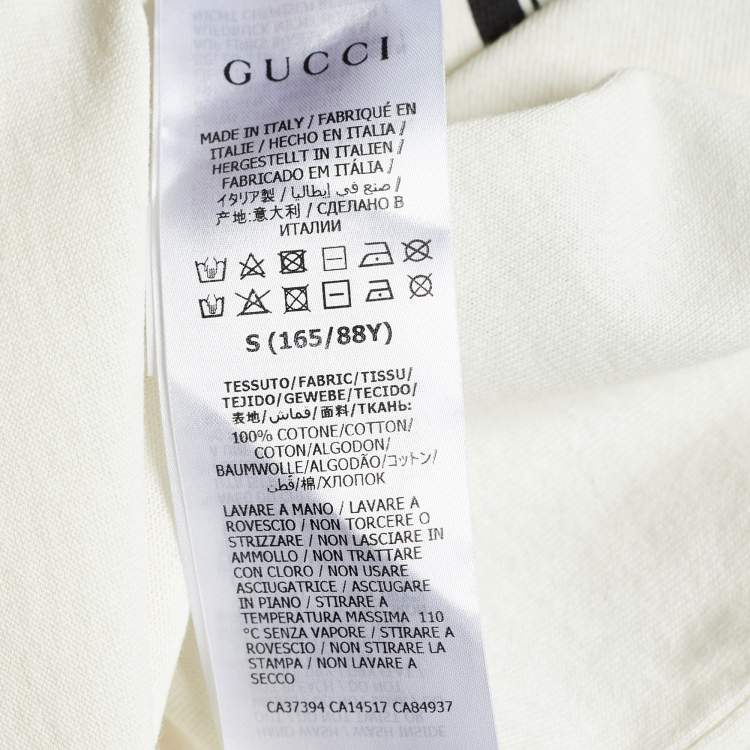 GUCCI
MADE IN ITALY / FABRIQUÉ EN
ITALIE / HECHO EN ITALIA /
HERGESTELLT IN ITALIEN /
FABRICADO EM ITÁLIA /
イタリア製 / صنع في إيطاليا /
产地:意大利 / СДЕЛАНО В
ИТАЛИИ
S (165/88Y)
TESSUTO/FABRIC/TISSU/
TEJIDO/GEWEBE/TECIDO/
表地/قماش/面料/ТКАНЬ:
100% COTONE/COTTON/
COTON/ALGODON/
BAUMWOLLE/ALGODÃO/コットン/
قطن/棉/ХЛОПОК
LAVARE A MANO / LAVARE A
ROVESCIO / NON TORCERE O
STRIZZARE / NON LASCIARE IN
AMMOLLO / NON TRATTARE
CON CLORO / NON USARE
ASCIUGATRICE / ASCIUGARE
IN PIANO / STIRARE A
TEMPERATURA MASSIMA 110
°C SENZA VAPORE / STIRARE A
ROVESCIO / NON STIRARE LA
STAMPA / NON LAVARE A
SECCO
CA37394 CA14517 CA84937